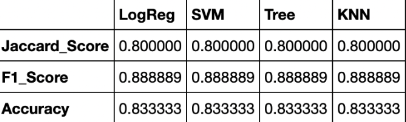 LogReg SVM Tree KNN
Jaccard_Score 0.800000 0.800000 0.800000 0.800000
F1_Score 0.888889 0.888889 0.888889 0.888889
Accuracy 0.833333 0.833333 0.833333 0.833333